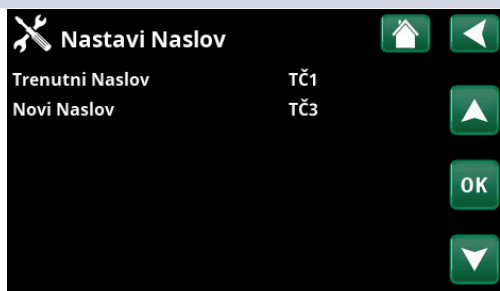 Nastavi Naslov
Trenutni Naslov TČ1
Novi Naslov TČ3
OK